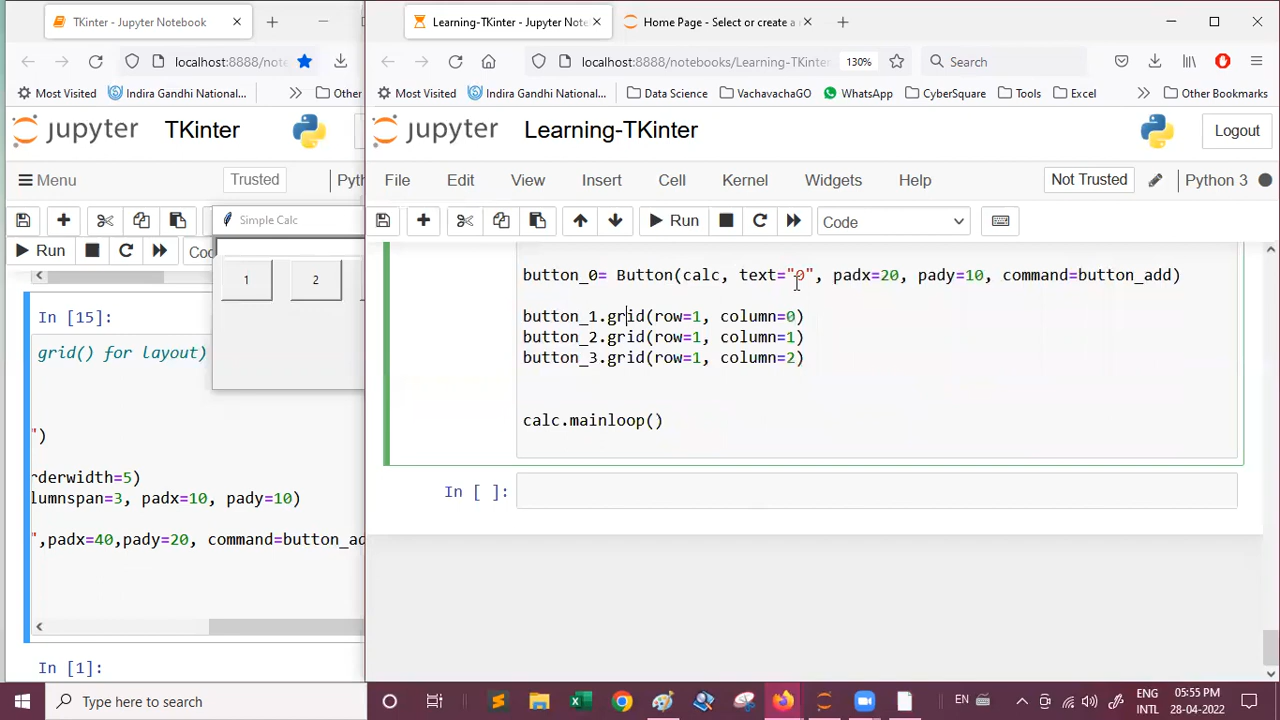 TKinter - Jupyter Notebook
localhost:8888/note
Most Visited
Indira Gandhi National...
Other
jupyter
TKinter
Menu
Trusted
Pyth
Run
Coc
Simple Calc
1
2
In [15]:
grid() for layout)
")
rderwidth=5)
lumnspan=3, padx=10, pady=10)
",padx=40,pady=20, command=button_ad
In [1]:
Learning-TKinter - Jupyter Note
Home Page - Select or create a n
localhost:8888/notebooks/Learning-TKinter
130%
Search
Most Visited
Indira Gandhi National...
Data Science
VachavachaGO
WhatsApp
CyberSquare
Tools
Excel
Other Bookmarks
jupyter
Learning-TKinter
Logout
File
Edit
View
Insert
Cell
Kernel
Widgets
Help
Not Trusted
Python 3
Run
Code
button_0= Button(calc, text="0", padx=20, pady=10, command=button_add)
button_1.grid(row=1, column=0)
button_2.grid(row=1, column=1)
button_3.grid(row=1, column=2)
calc.mainloop()
In [ ]:
Type here to search
EN
ENG
INTL
05:55 PM
28-04-2022